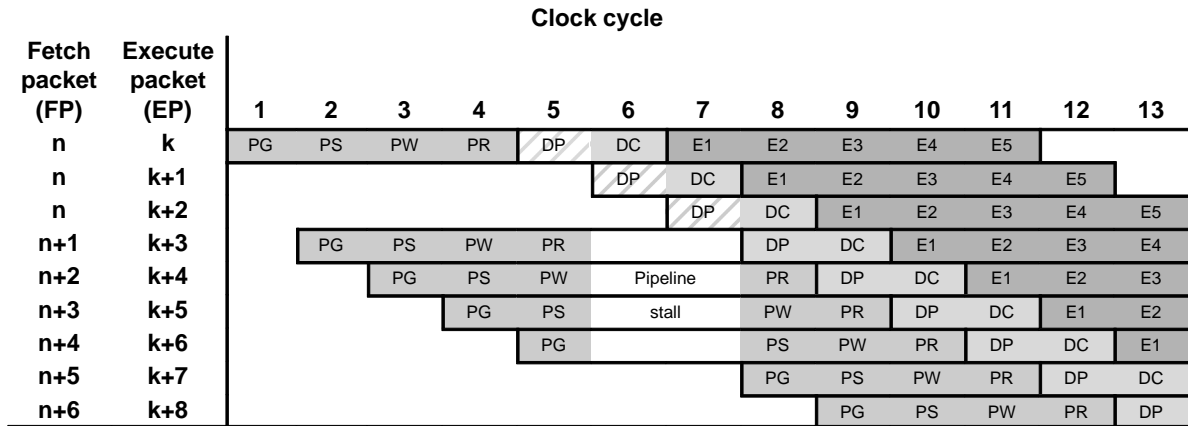 Clock cycle
Fetch packet (FP) Execute packet (EP) 1 2 3 4 5 6 7 8 9 10 11 12 13
n k PG PS PW PR DP DC E1 E2 E3 E4 E5
n k+1 DP DC E1 E2 E3 E4 E5
n k+2 DP DC E1 E2 E3 E4 E5
n+1 k+3 PG PS PW PR DP DC E1 E2 E3 E4
n+2 k+4 PG PS PW Pipeline PR DP DC E1 E2 E3
n+3 k+5 PG PS stall PW PR DP DC E1 E2
n+4 k+6 PG PS PW PR DP DC E1
n+5 k+7 PG PS PW PR DP DC
n+6 k+8 PG PS PW PR DP